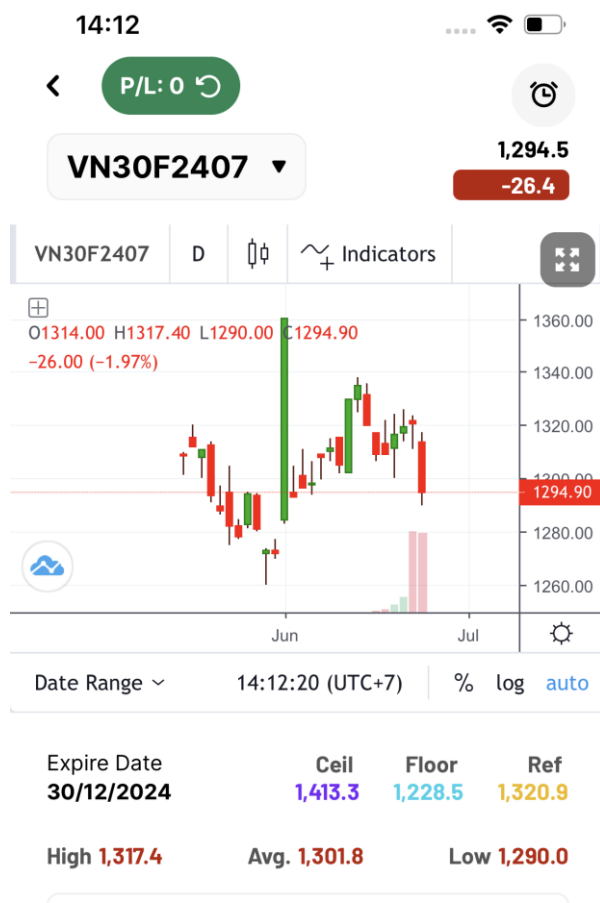 14:12
P/L: 0
VN30F2407
1,294.5
-26.4
VN30F2407 D Indicators
O1314.00 H1317.40 L1290.00 C1294.90
−26.00 (−1.97%)
1360.00
1340.00
1320.00
1300.00
1294.90
1280.00
1260.00
Jun Jul
Date Range 14:12:20 (UTC+7) % log auto
Expire Date Ceil Floor Ref
30/12/2024 1,413.3 1,228.5 1,320.9
High 1,317.4 Avg. 1,301.8 Low 1,290.0